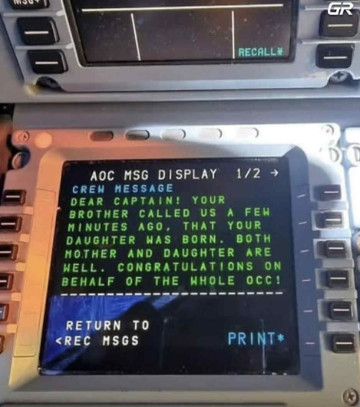 MSG+
GR
RECALL*
AOC MSG DISPLAY 1/2 →
CREW MESSAGE
DEAR CAPTAIN! YOUR
BROTHER CALLED US A FEW
MINUTES AGO, THAT YOUR
DAUGHTER WAS BORN. BOTH
MOTHER AND DAUGHTER ARE
WELL. CONGRATULATIONS ON
BEHALF OF THE WHOLE OCC!
RETURN TO
<REC MSGS
PRINT*